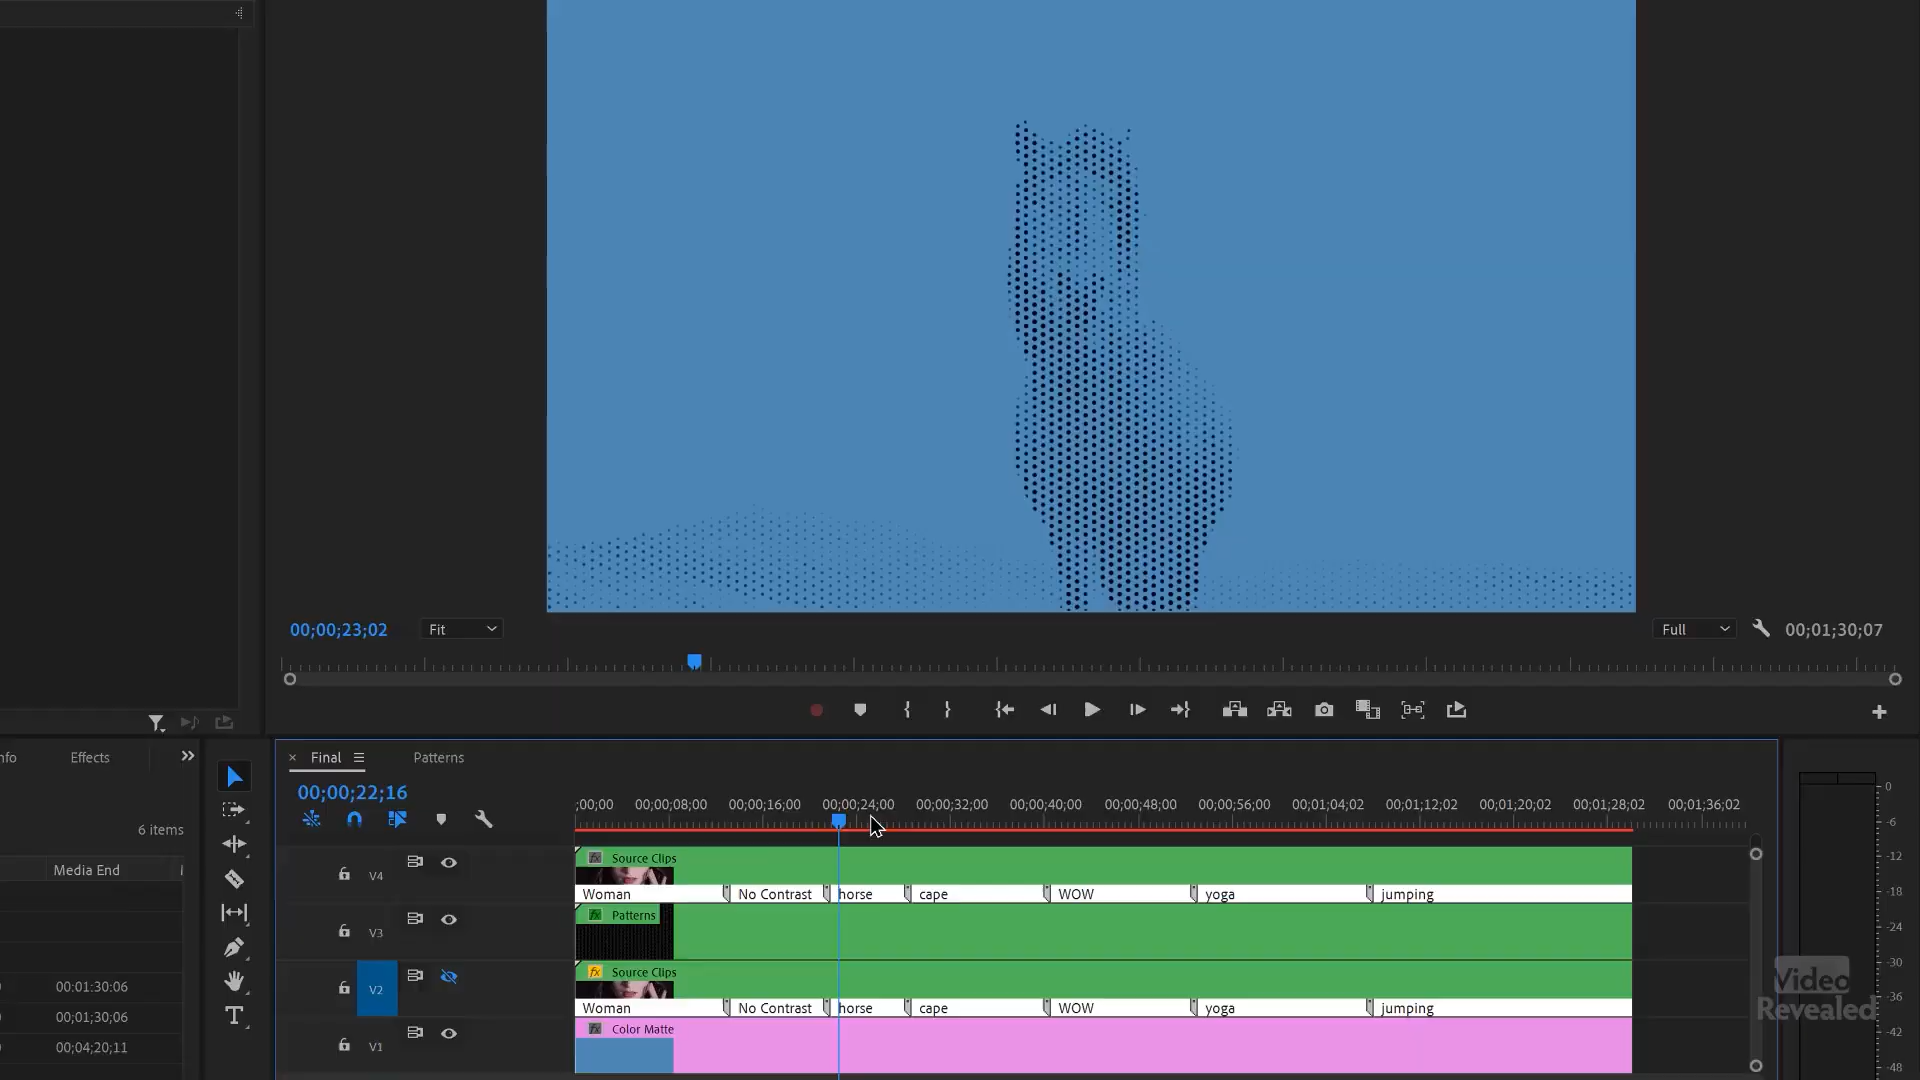 00;00;23;02
Fit
Full
00;01;30;07
nfo
Effects
Final
Patterns
00;00;22;16
;00;00
00;00;08;00
00;00;16;00
00;00;24;00
00;00;32;00
00;00;40;00
00;00;48;00
00;00;56;00
00;01;04;02
00;01;12;02
00;01;20;02
00;01;28;02
00;01;36;02
6 items
Media End
V4
fx Source Clips
Woman
No Contrast
horse
cape
WOW
yoga
jumping
V3
fx Patterns
V2
fx Source Clips
Woman
No Contrast
horse
cape
WOW
yoga
jumping
V1
fx Color Matte
00:01:30:06
00;01;30;06
00;04;20;11
0
-6
-12
-18
-24
-30
-36
-42
-48
Video
Revealed